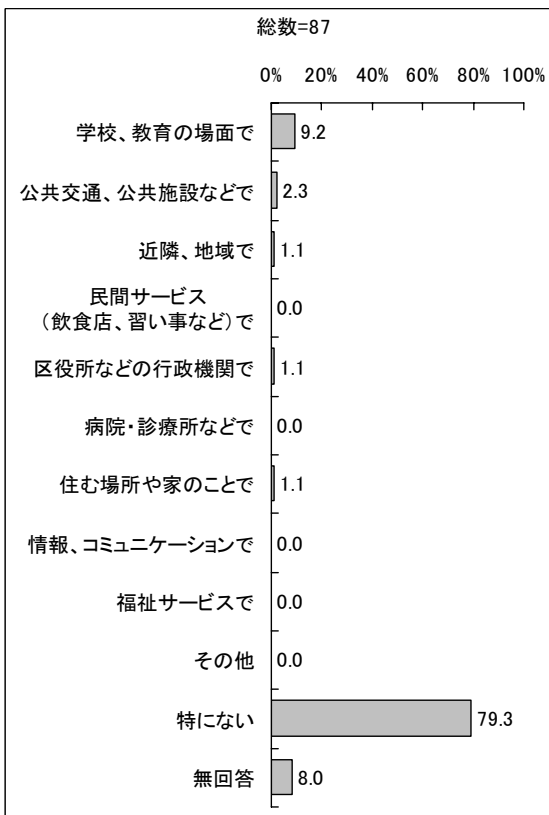 総数=87
0% 20% 40% 60% 80% 100%
学校、教育の場面で 9.2
公共交通、公共施設などで 2.3
近隣、地域で 1.1
民間サービス
（飲食店、習い事など）で 0.0
区役所などの行政機関で 1.1
病院・診療所などで 0.0
住む場所や家のことで 1.1
情報、コミュニケーションで 0.0
福祉サービスで 0.0
その他 0.0
特にない 79.3
無回答 8.0